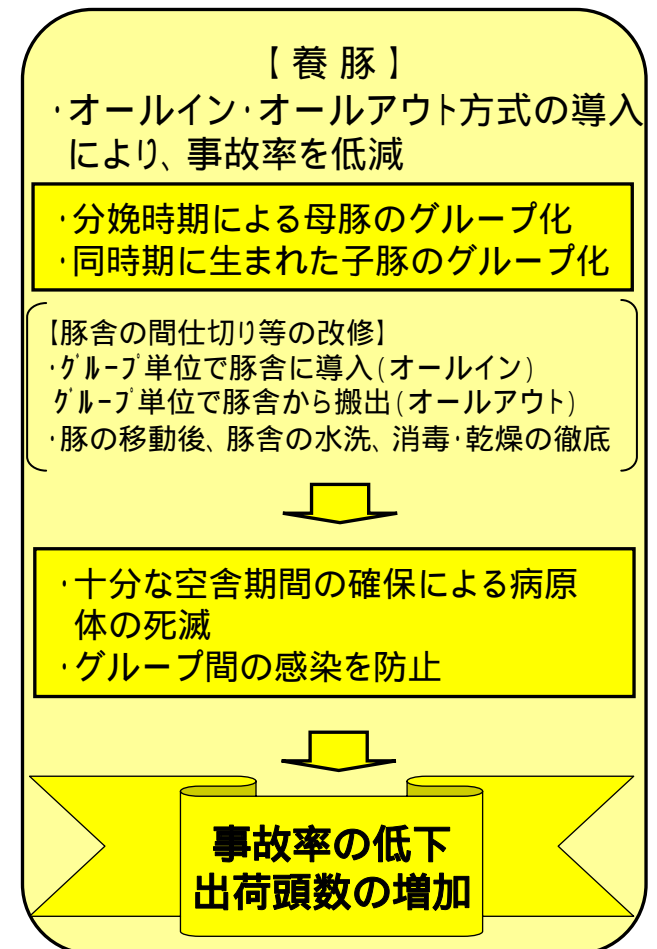 【養豚】
・オールイン・オールアウト方式の導入
により、事故率を低減
・分娩時期による母豚のグループ化
・同時期に生まれた子豚のグループ化
【豚舎の間仕切り等の改修】
・グループ単位で豚舎に導入(オールイン)
グループ単位で豚舎から搬出(オールアウト)
・豚の移動後、豚舎の水洗、消毒・乾燥の徹底
・十分な空舎期間の確保による病原
体の死滅
・グループ間の感染を防止
事故率の低下
出荷頭数の増加